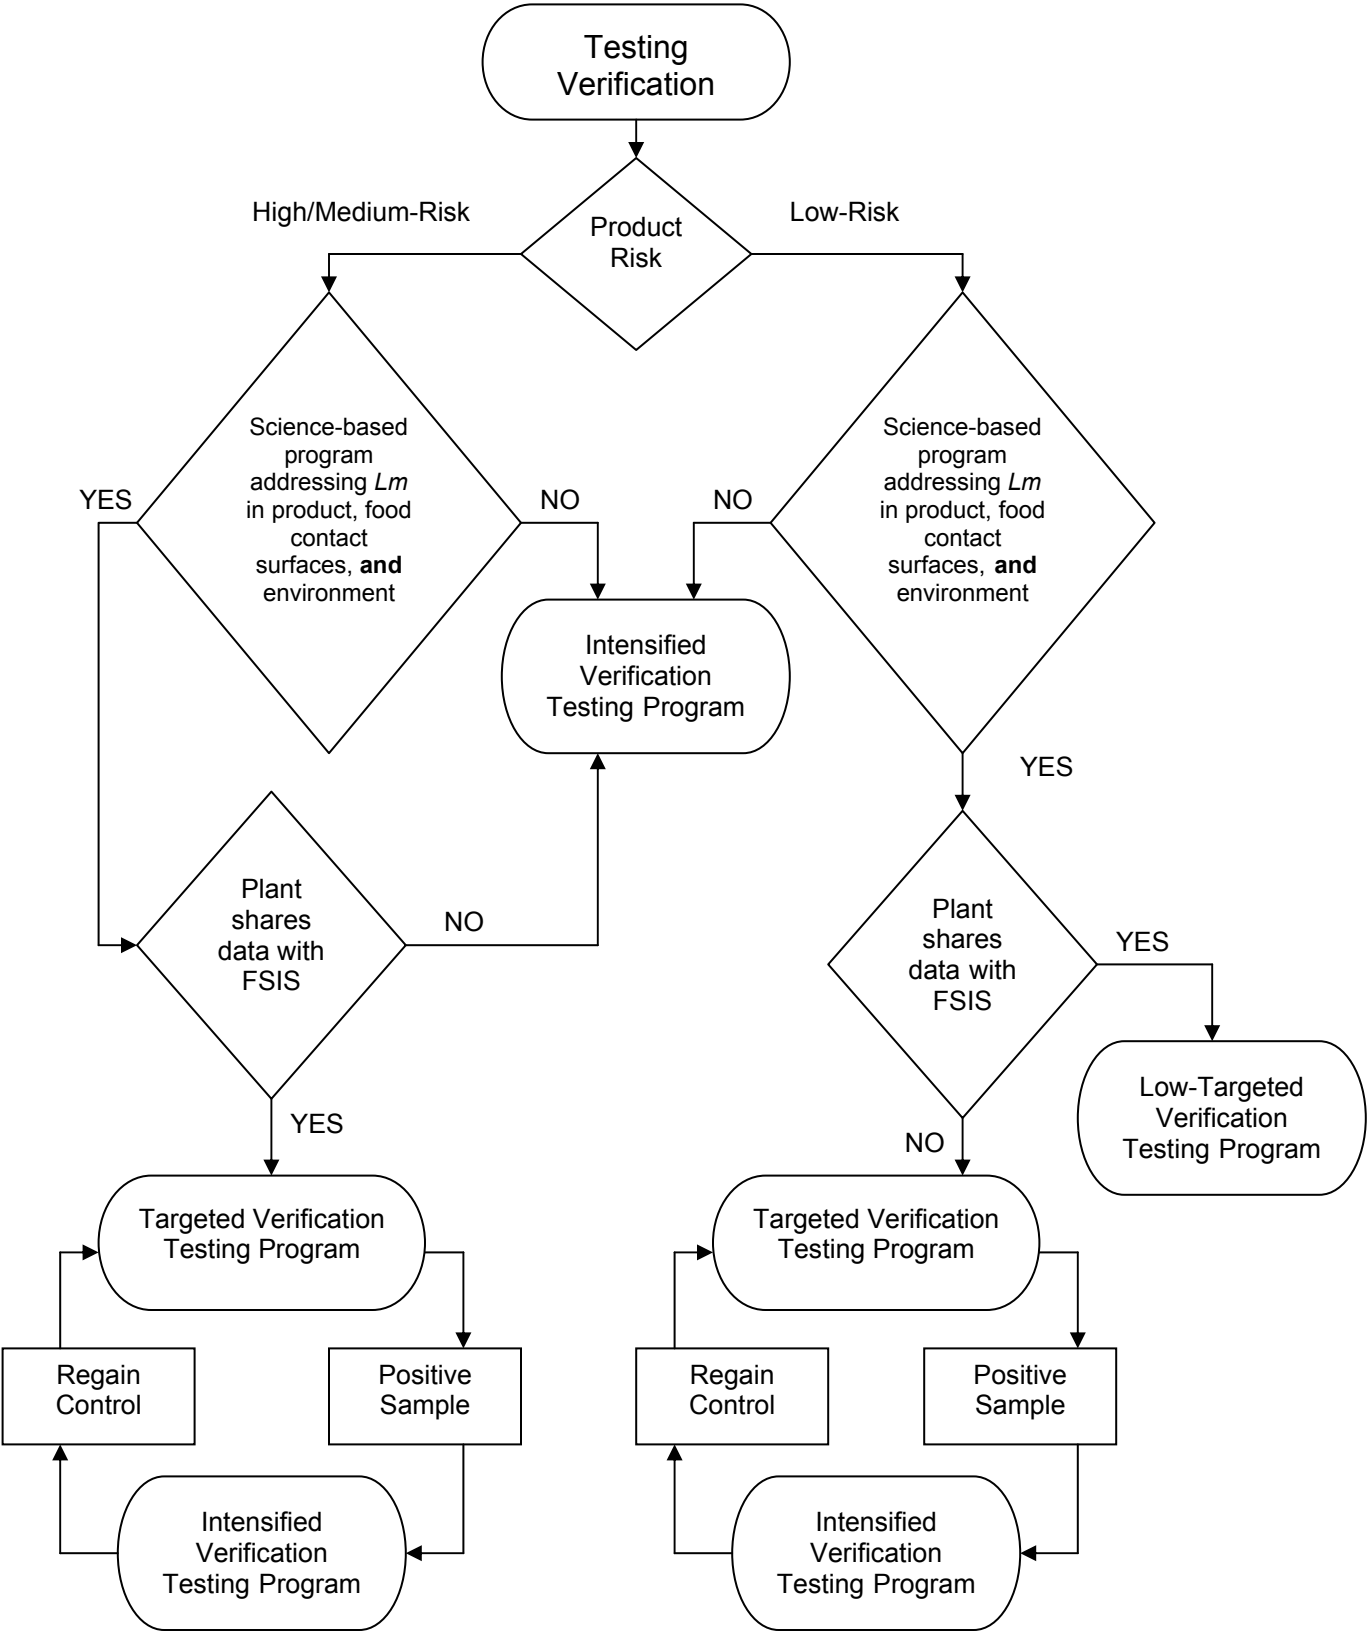 Testing
Verification
High/Medium-Risk
Product
Risk
Low-Risk
Science-based
program
addressing Lm
in product, food
contact
surfaces, and
environment
YES
NO
NO
Science-based
program
addressing Lm
in product, food
contact
surfaces, and
environment
Intensified
Verification
Testing Program
YES
Plant
shares
data with
FSIS
NO
Plant
shares
data with
FSIS
YES
Low-Targeted
Verification
Testing Program
YES
NO
Targeted Verification
Testing Program
Regain
Control
Positive
Sample
Intensified
Verification
Testing Program
Targeted Verification
Testing Program
Regain
Control
Positive
Sample
Intensified
Verification
Testing Program